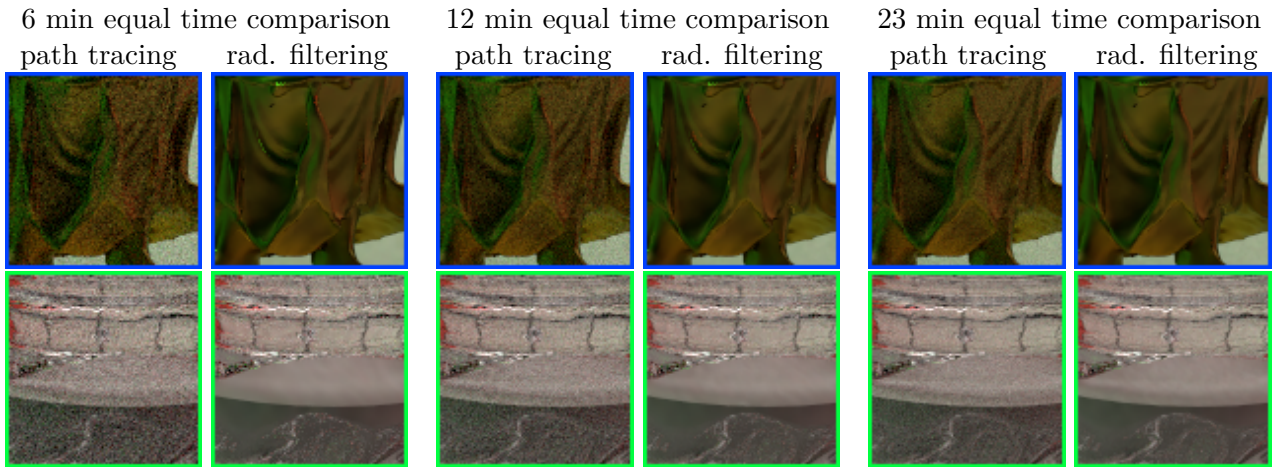 6 min equal time comparison
path tracing rad. filtering
12 min equal time comparison
path tracing rad. filtering
23 min equal time comparison
path tracing rad. filtering